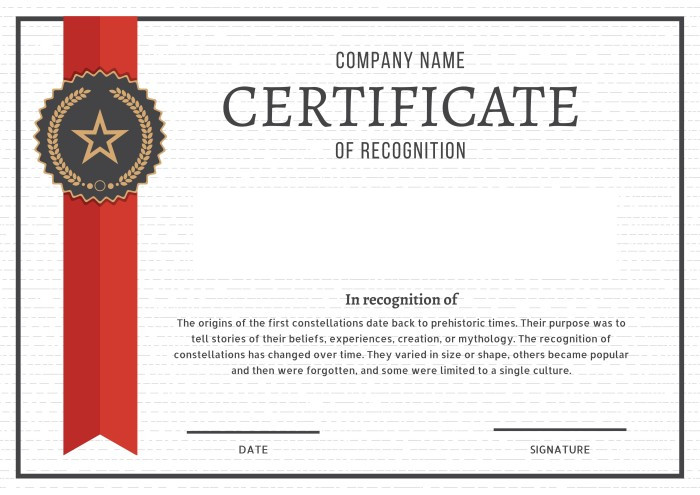 COMPANY NAME
CERTIFICATE
OF RECOGNITION
In recognition of
The origins of the first constellations date back to prehistoric times. Their purpose was to
tell stories of their beliefs, experiences, creation, or mythology. The recognition of
constellations has changed over time. They varied in size or shape, others became popular
and then were forgotten, and some were limited to a single culture.
DATE
SIGNATURE